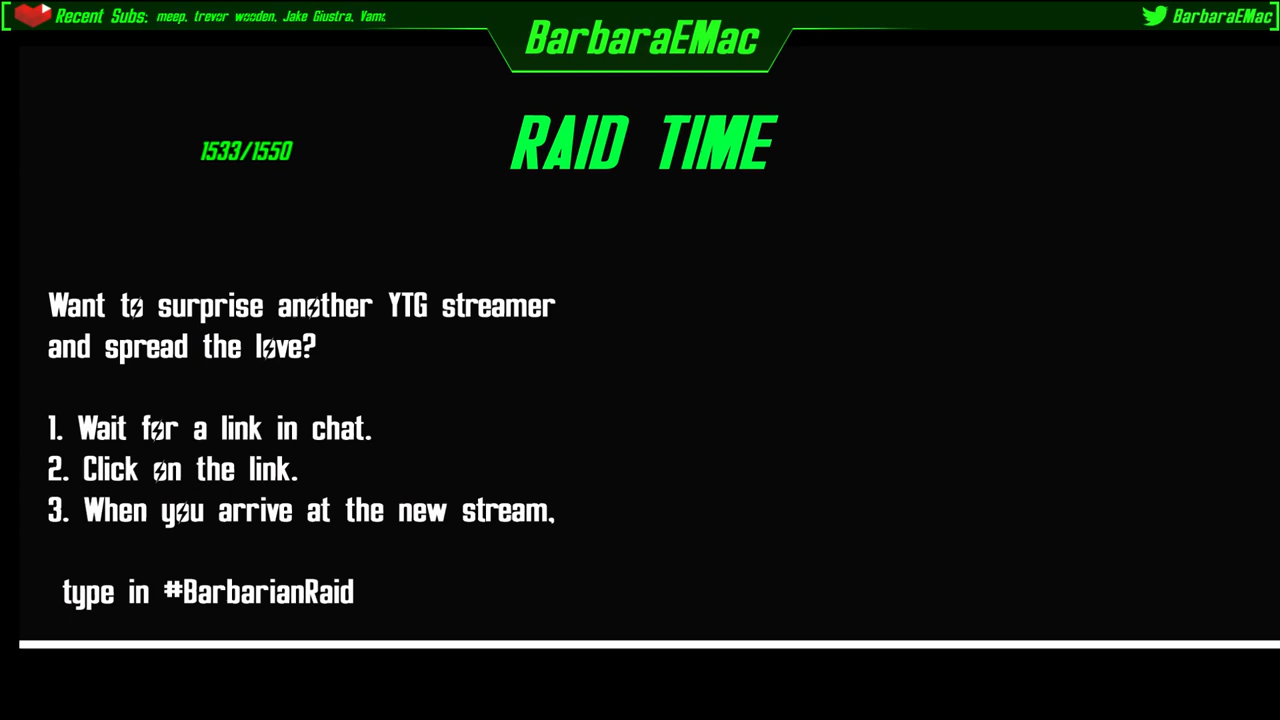 Recent Subs: meep, trevor wooden, Jake Giustra, Vamc
BarbaraEMac
BarbaraEMac
RAID TIME
1533/1550
Want to surprise another YTG streamer
and spread the love?
1. Wait for a link in chat.
2. Click on the link.
3. When you arrive at the new stream,
type in #BarbarianRaid